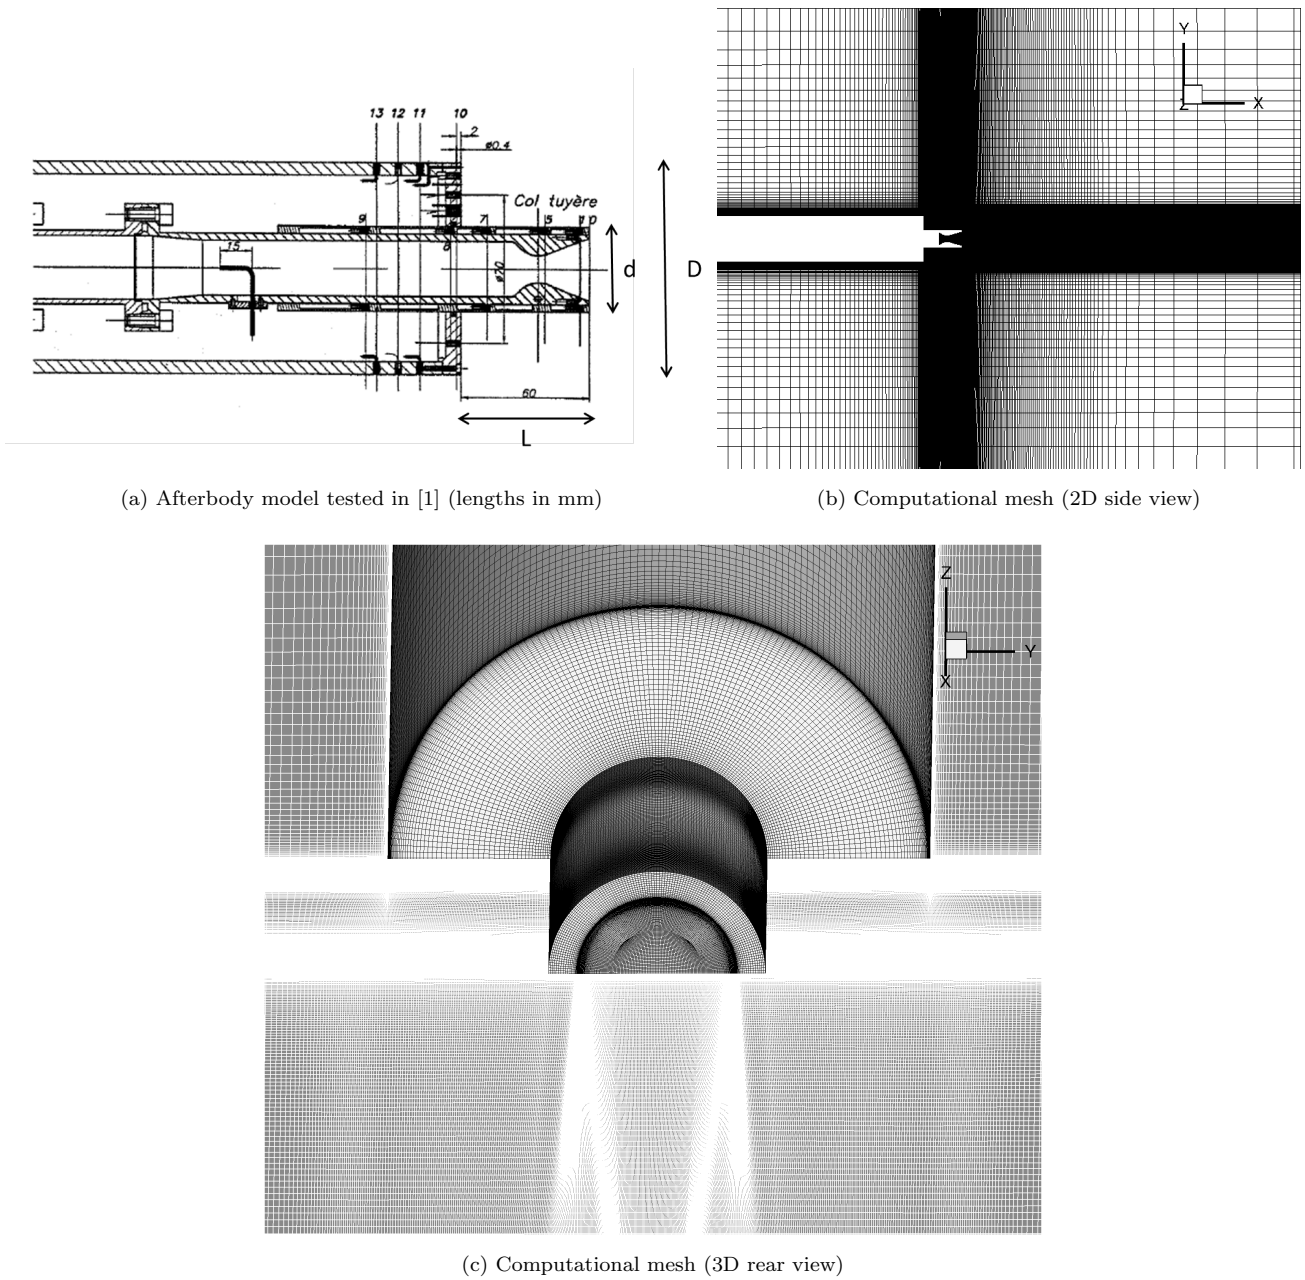 13 12 11 10
2
ø0.4
Col tuyère
9
7
5
1
0
8
15
ø70
d
D
60
L
Y
Z
X
(a) Afterbody model tested in [1] (lengths in mm)
(b) Computational mesh (2D side view)
Z
Y
X
(c) Computational mesh (3D rear view)